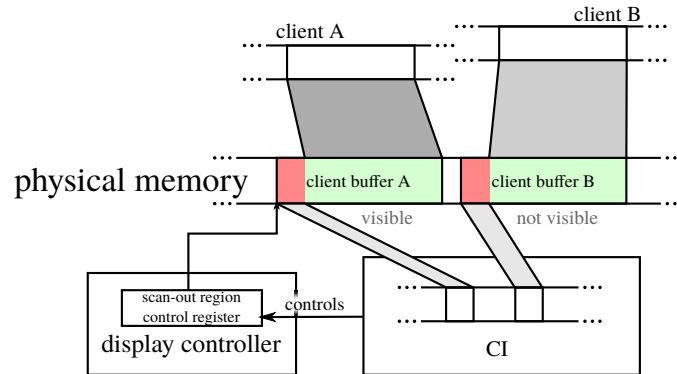 client B
client A
physical memory
client buffer A
client buffer B
visible
not visible
scan-out region
control register
controls
display controller
CI